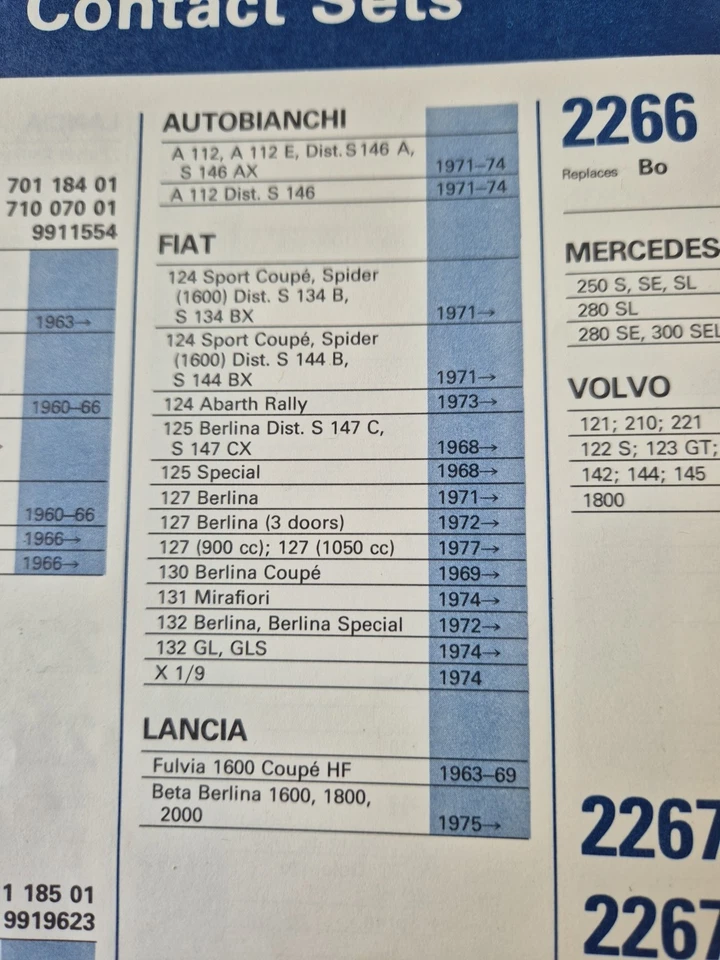 Contact Sets
701 184 01
710 070 01
9911554
1963→
1960–66
1960–66
1966→
1966→
1 185 01
9919623
AUTOBIANCHI
A 112, A 112 E, Dist. S 146 A,
S 146 AX 1971–74
A 112 Dist. S 146 1971–74
FIAT
124 Sport Coupé, Spider
(1600) Dist. S 134 B,
S 134 BX 1971→
124 Sport Coupé, Spider
(1600) Dist. S 144 B,
S 144 BX 1971→
124 Abarth Rally 1973→
125 Berlina Dist. S 147 C,
S 147 CX 1968→
125 Special 1968→
127 Berlina 1971→
127 Berlina (3 doors) 1972→
127 (900 cc); 127 (1050 cc) 1977→
130 Berlina Coupé 1969→
131 Mirafiori 1974→
132 Berlina, Berlina Special 1972→
132 GL, GLS 1974→
X 1/9 1974
LANCIA
Fulvia 1600 Coupé HF 1963–69
Beta Berlina 1600, 1800,
2000 1975→
2266
Replaces Bo
MERCEDES
250 S, SE, SL
280 SL
280 SE, 300 SEL
VOLVO
121; 210; 221
122 S; 123 GT;
142; 144; 145
1800
2267
2267